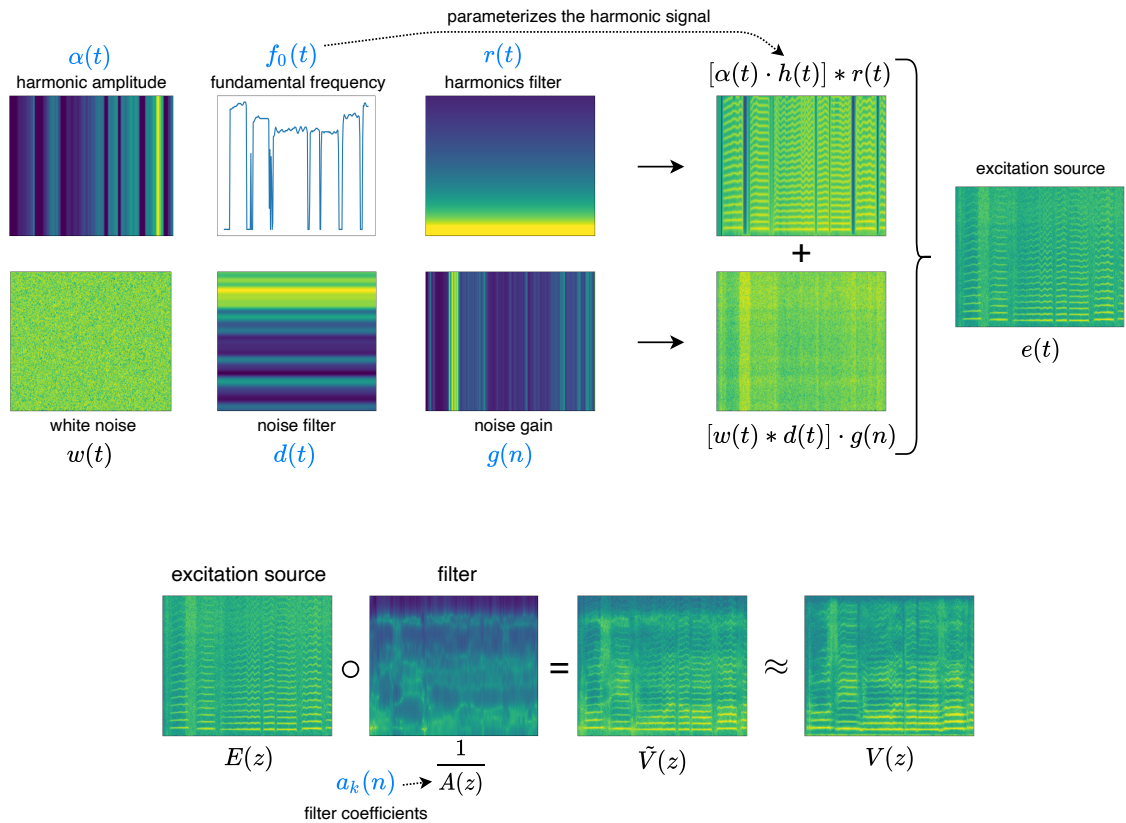 parameterizes the harmonic signal
α(t) f₀(t) r(t)
harmonic amplitude fundamental frequency harmonics filter [α(t) · h(t)] ∗ r(t)
excitation source
+
e(t)
white noise noise filter noise gain
w(t) d(t) g(n) [w(t) ∗ d(t)] · g(n)
excitation source filter
○ = ≈
E(z) 1/A(z) Ṽ(z) V(z)
aₖ(n)
filter coefficients